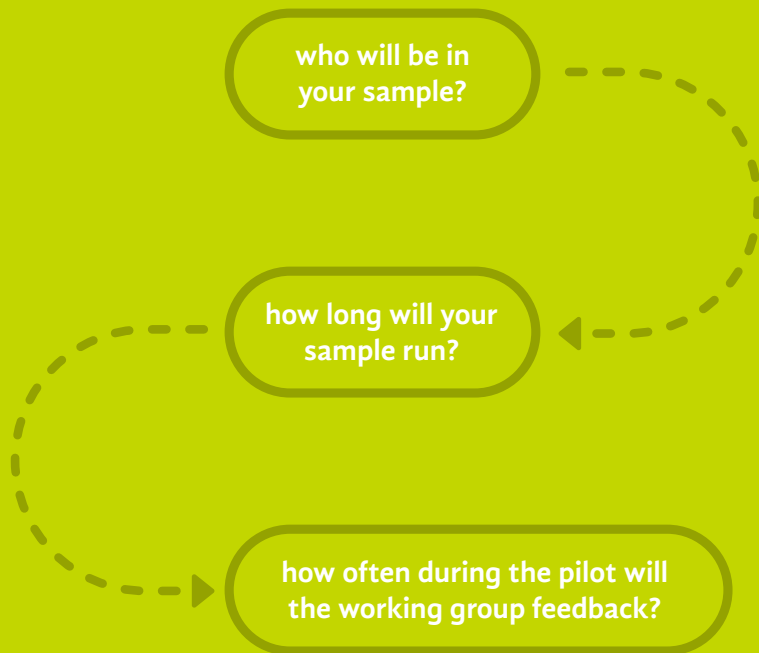 who will be in
your sample?
how long will your
sample run?
how often during the pilot will
the working group feedback?